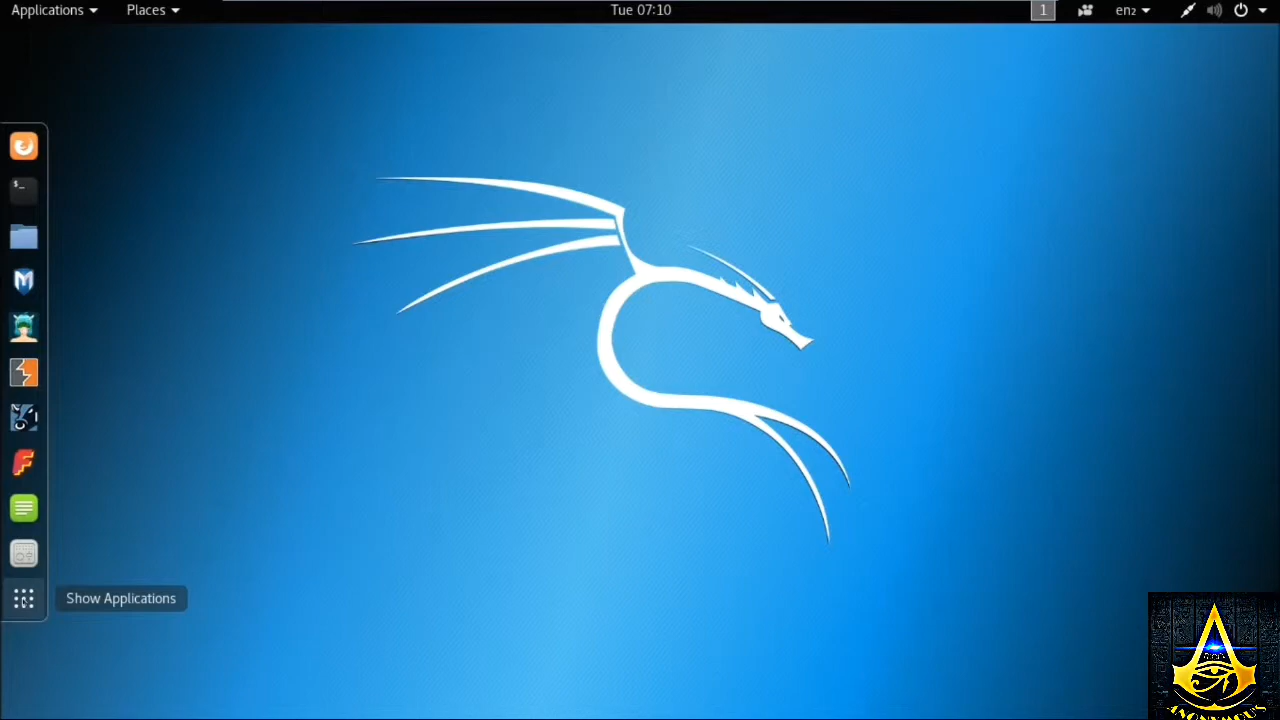 Applications
Places
Tue 07:10
1
en2
Show Applications